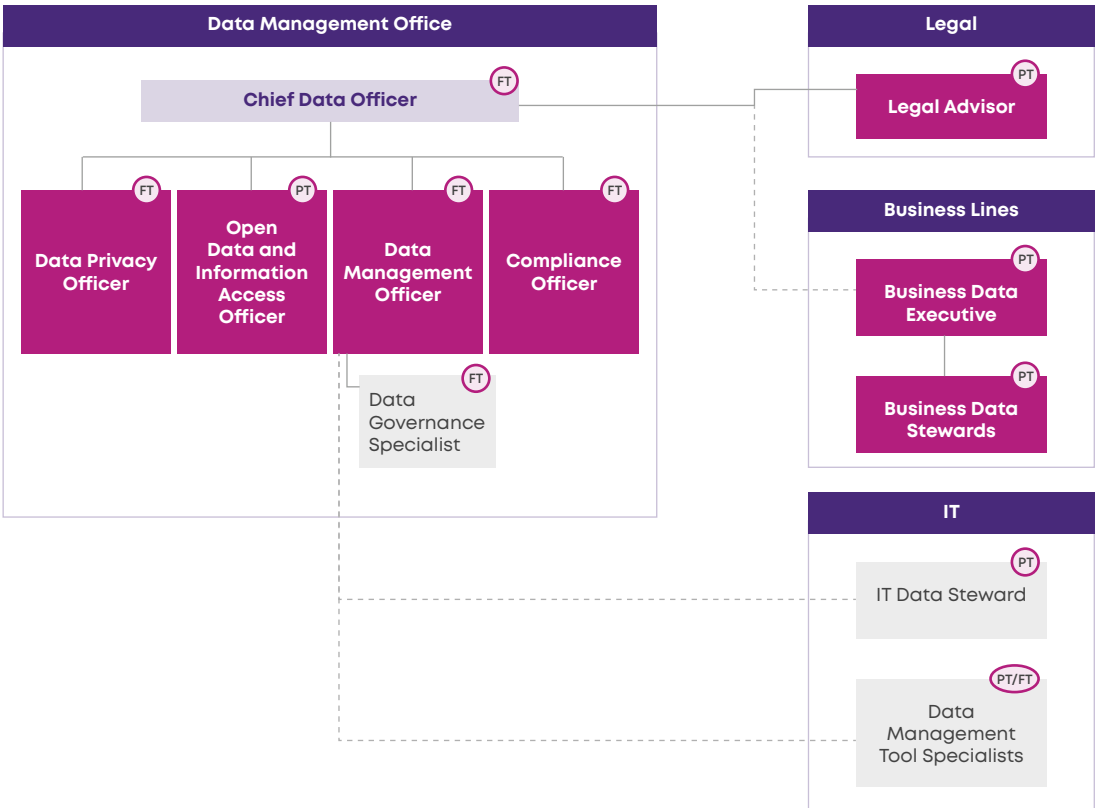 Data Management Office
FT
Chief Data Officer
FT
Data Privacy
Officer
PT
Open
Data and
Information
Access
Officer
FT
Data
Management
Officer
FT
Compliance
Officer
FT
Data
Governance
Specialist
Legal
PT
Legal Advisor
Business Lines
PT
Business Data
Executive
PT
Business Data
Stewards
IT
PT
IT Data Steward
PT/FT
Data
Management
Tool Specialists